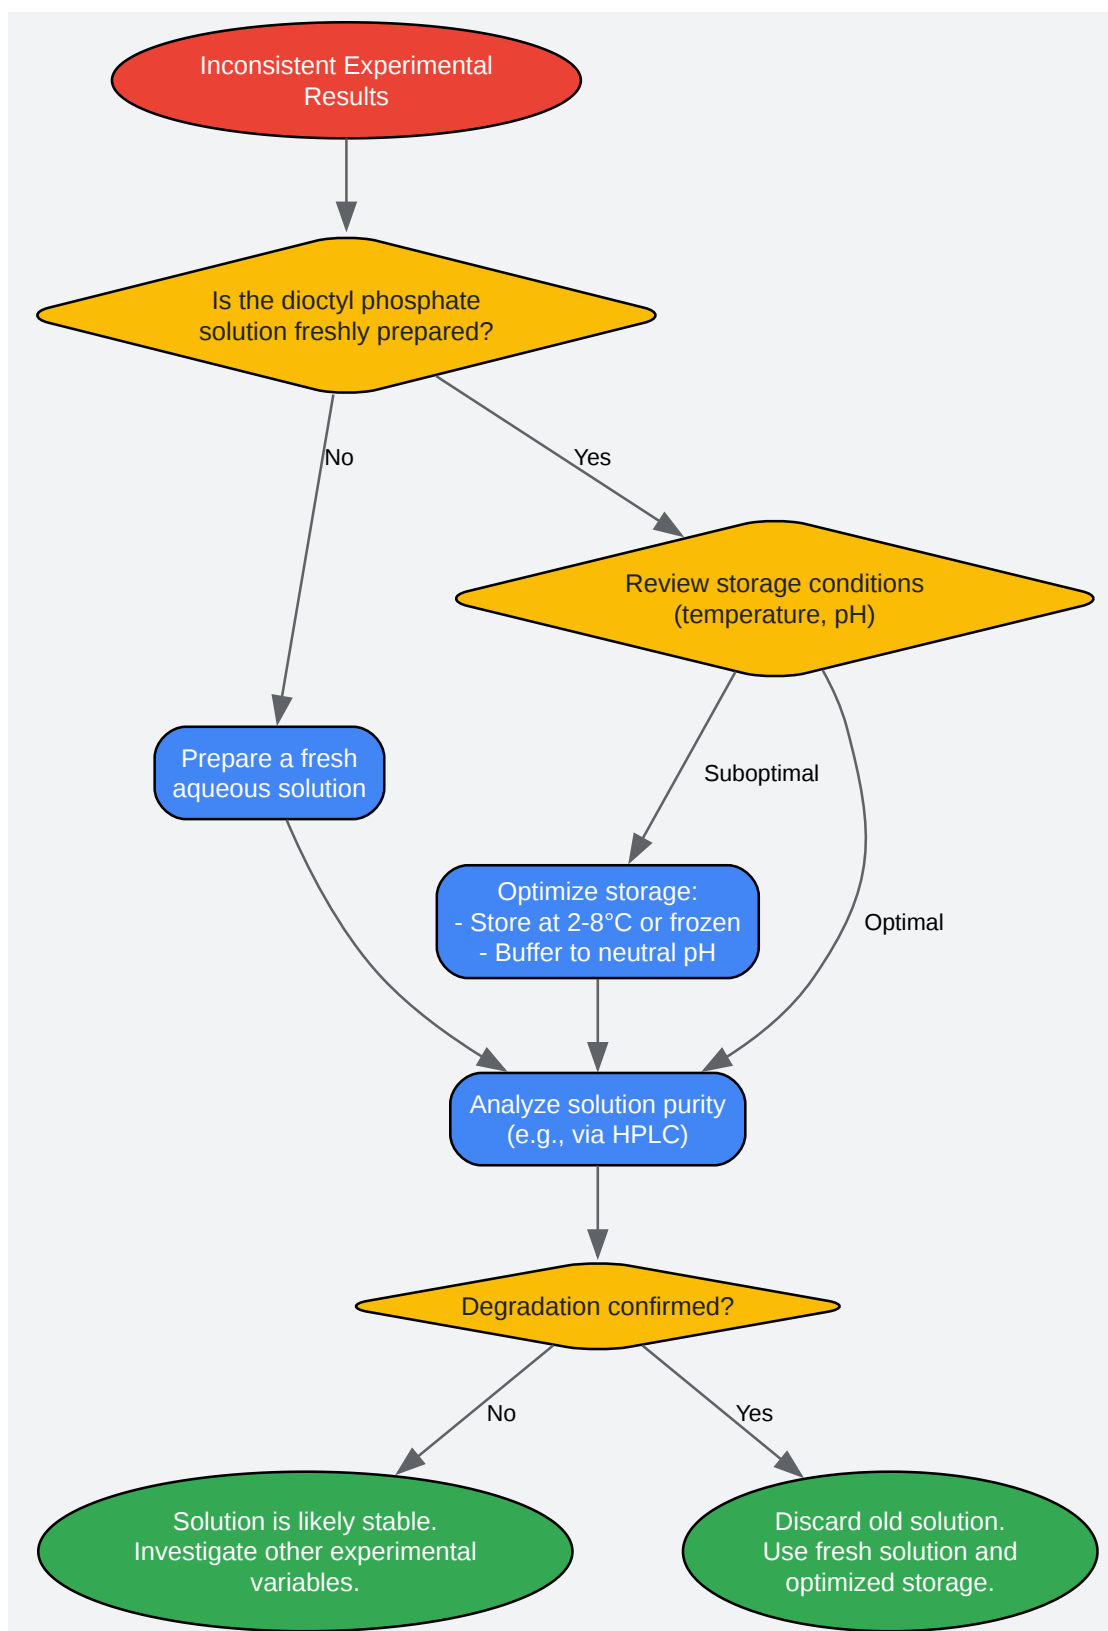 Inconsistent Experimental
Results
Is the dioctyl phosphate
solution freshly prepared?
No
Yes
Review storage conditions
(temperature, pH)
Prepare a fresh
aqueous solution
Suboptimal
Optimize storage:
- Store at 2-8°C or frozen
- Buffer to neutral pH
Optimal
Analyze solution purity
(e.g., via HPLC)
Degradation confirmed?
No
Yes
Solution is likely stable.
Investigate other experimental
variables.
Discard old solution.
Use fresh solution and
optimized storage.